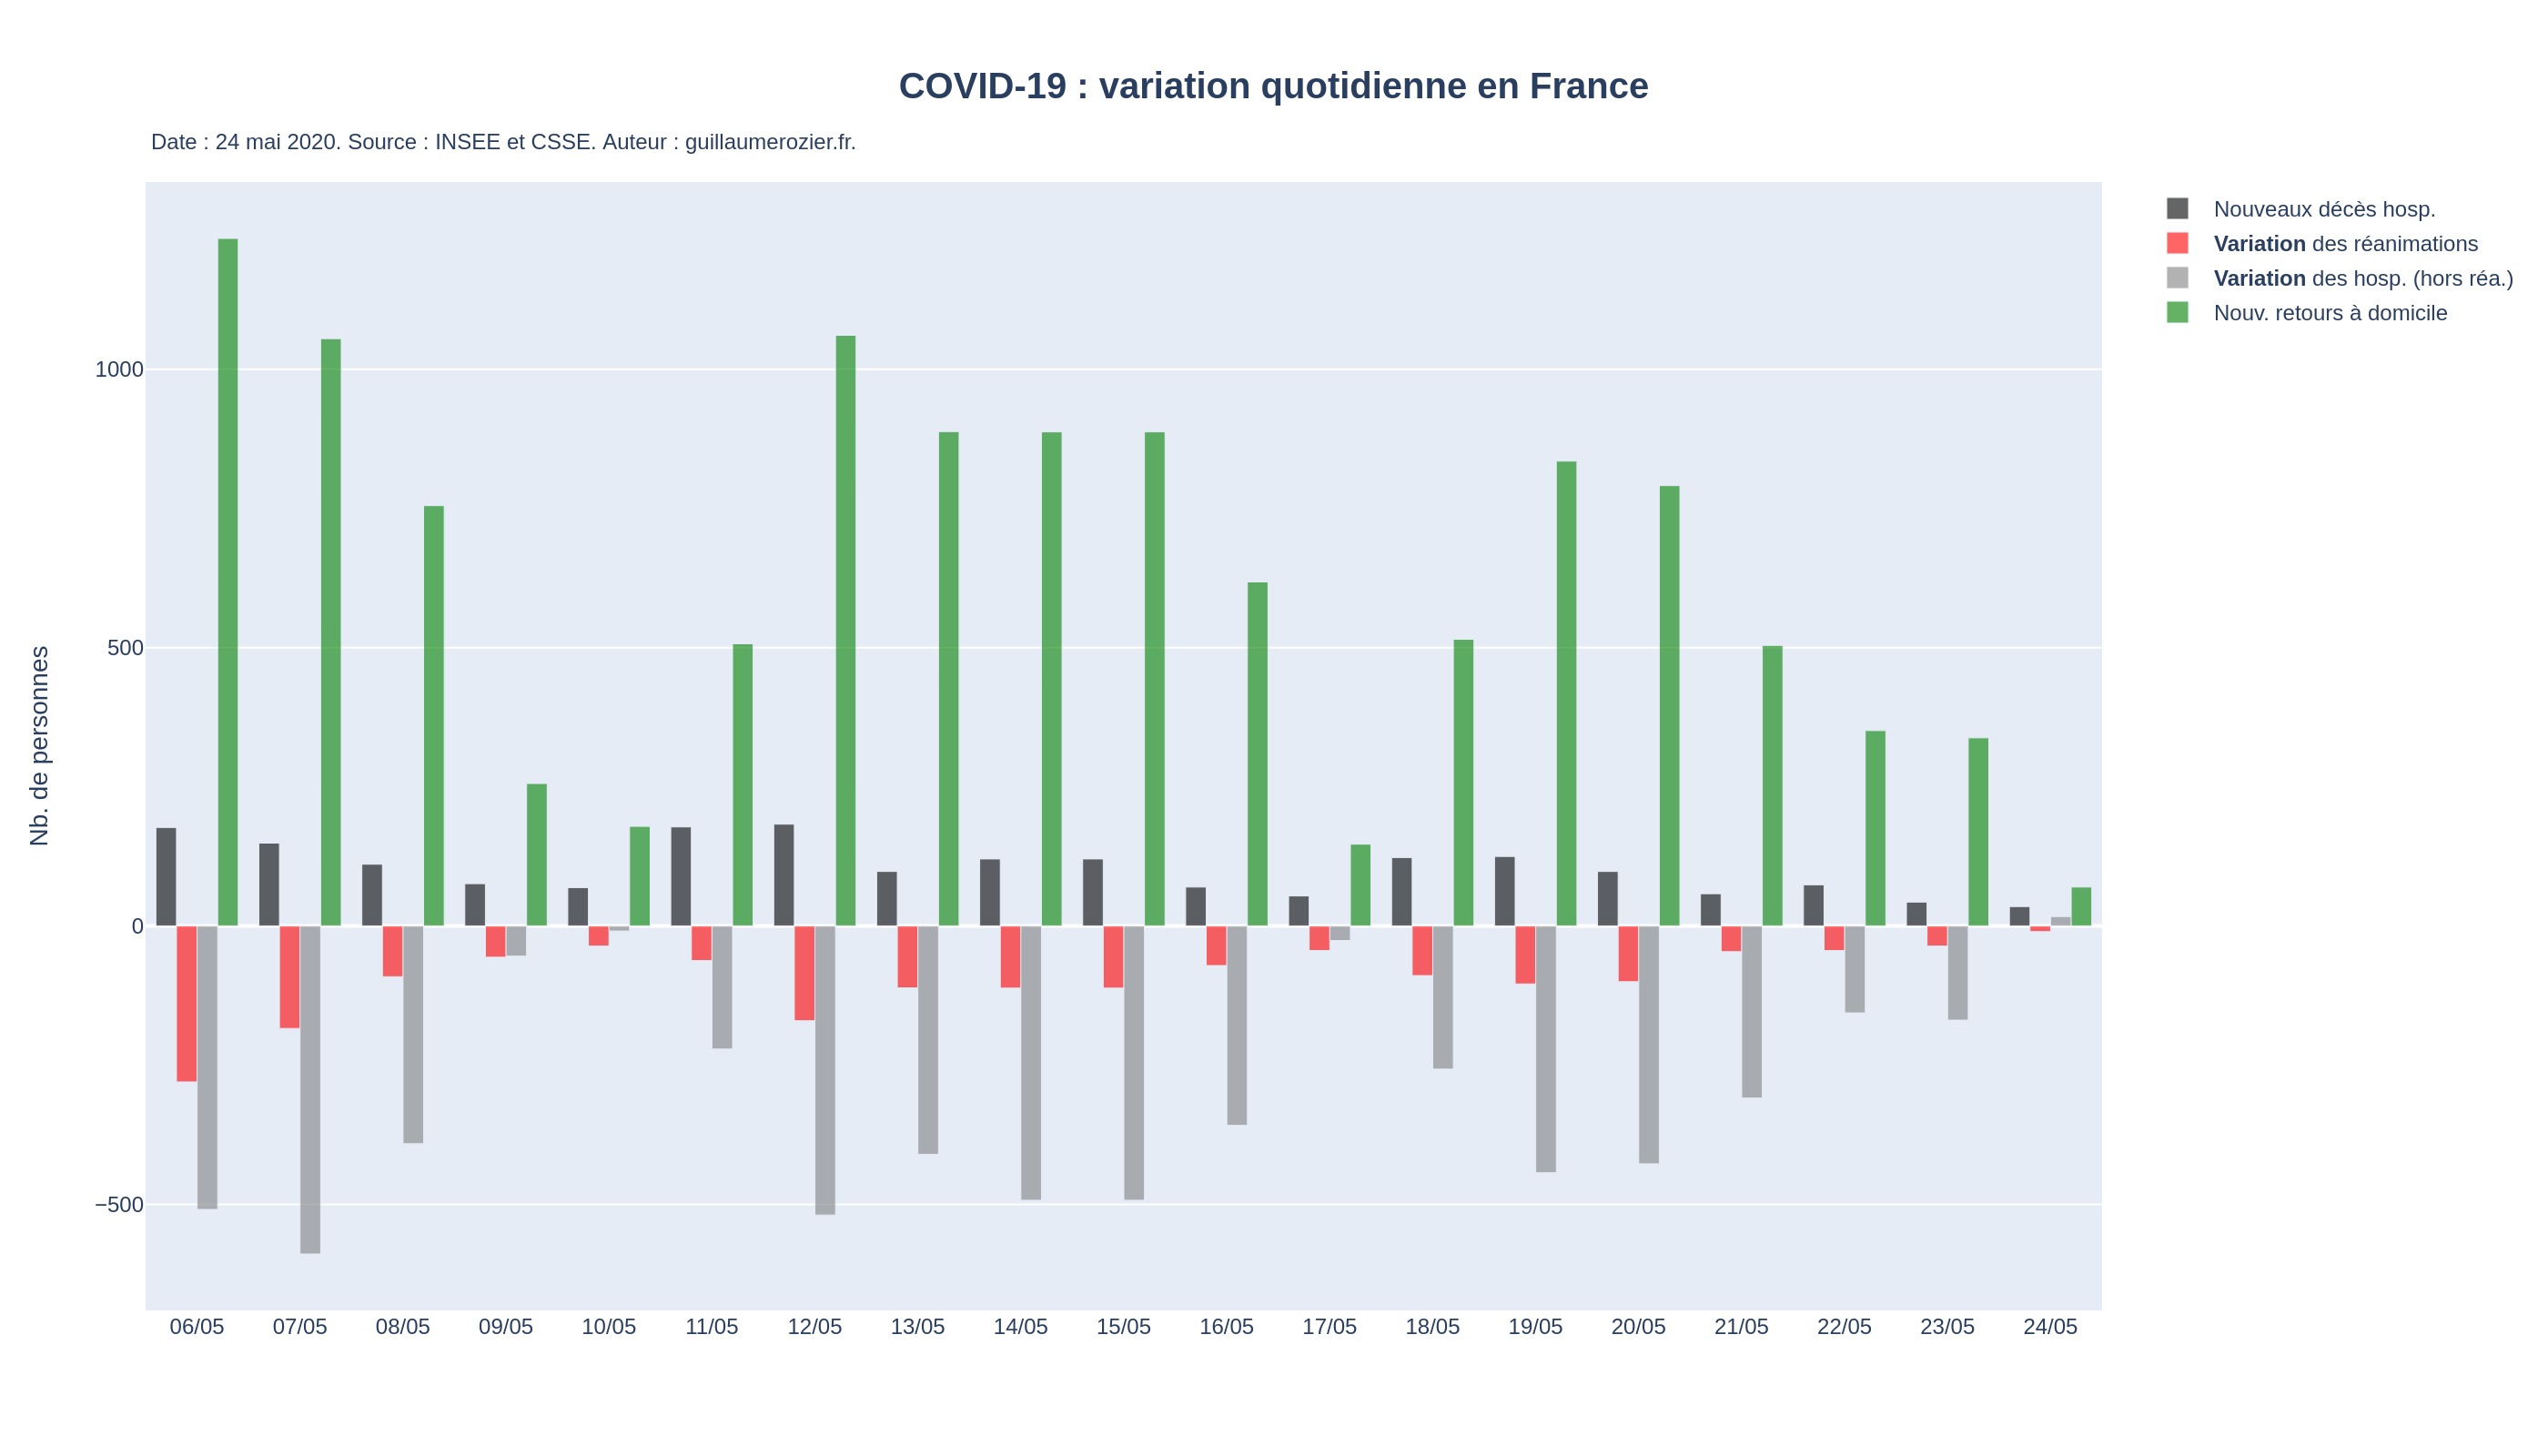 COVID-19 : variation quotidienne en France
Date : 24 mai 2020. Source : INSEE et CSSE. Auteur : guillaumerozier.fr.
Nouveaux décès hosp.
Variation des réanimations
Variation des hosp. (hors réa.)
Nouv. retours à domicile
Nb. de personnes
1000
500
0
−500
06/05 07/05 08/05 09/05 10/05 11/05 12/05 13/05 14/05 15/05 16/05 17/05 18/05 19/05 20/05 21/05 22/05 23/05 24/05